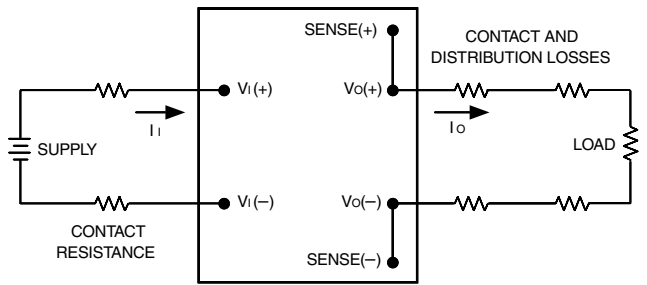 SENSE(+)
CONTACT AND
DISTRIBUTION LOSSES
VI(+)
VO(+)
II
IO
SUPPLY
LOAD
VI(–)
VO(–)
CONTACT
RESISTANCE
SENSE(–)